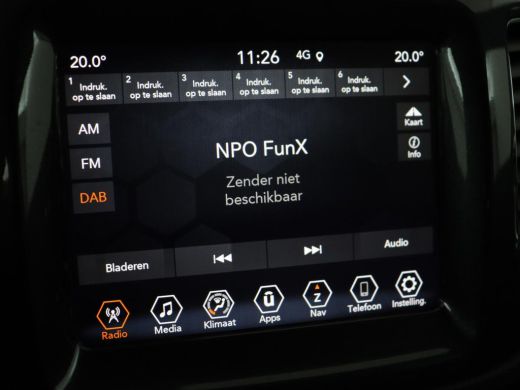 20.0°
11:26
4G
20.0°
1
Indruk.
op te slaan
2
Indruk.
op te slaan
3
Indruk.
op te slaan
4
Indruk.
op te slaan
5
Indruk.
op te slaan
6
Indruk.
op te slaan
AM
FM
DAB
NPO FunX
Zender niet
beschikbaar
Kaart
Info
Bladeren
Audio
Radio
Media
Klimaat
Apps
Nav
Telefoon
Instelling.